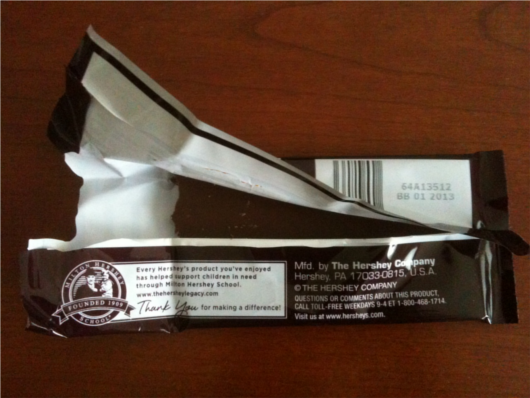 64A13512
BB 01 2013
MILTON HERSHEY
FOUNDED 1909
SCHOOL
Every Hershey's product you've enjoyed
has helped support children in need
through Milton Hershey School.
www.thehersheylegacy.com
Thank You for making a difference!
Mfd. by The Hershey Company
Hershey, PA 17033-0815, U.S.A.
© THE HERSHEY COMPANY
QUESTIONS OR COMMENTS ABOUT THIS PRODUCT,
CALL TOLL-FREE WEEKDAYS 9-4 ET 1-800-468-1714.
Visit us at www.hersheys.com.